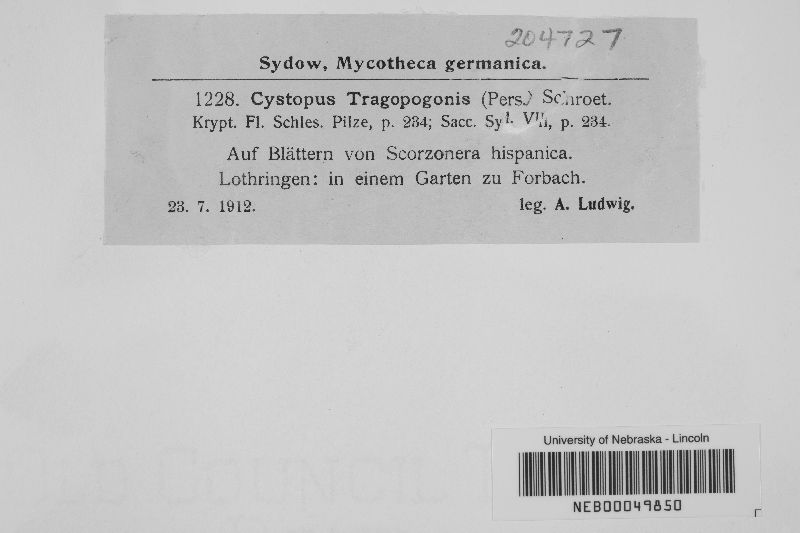 204727
Sydow, Mycotheca germanica.
1228. Cystopus Tragopogonis (Pers.) Schroet.
Krypt. Fl. Schles. Pilze, p. 234; Sacc. Syl. VII, p. 234.
Auf Blättern von Scorzonera hispanica.
Lothringen: in einem Garten zu Forbach.
23. 7. 1912. leg. A. Ludwig.
University of Nebraska - Lincoln
NEB00049850